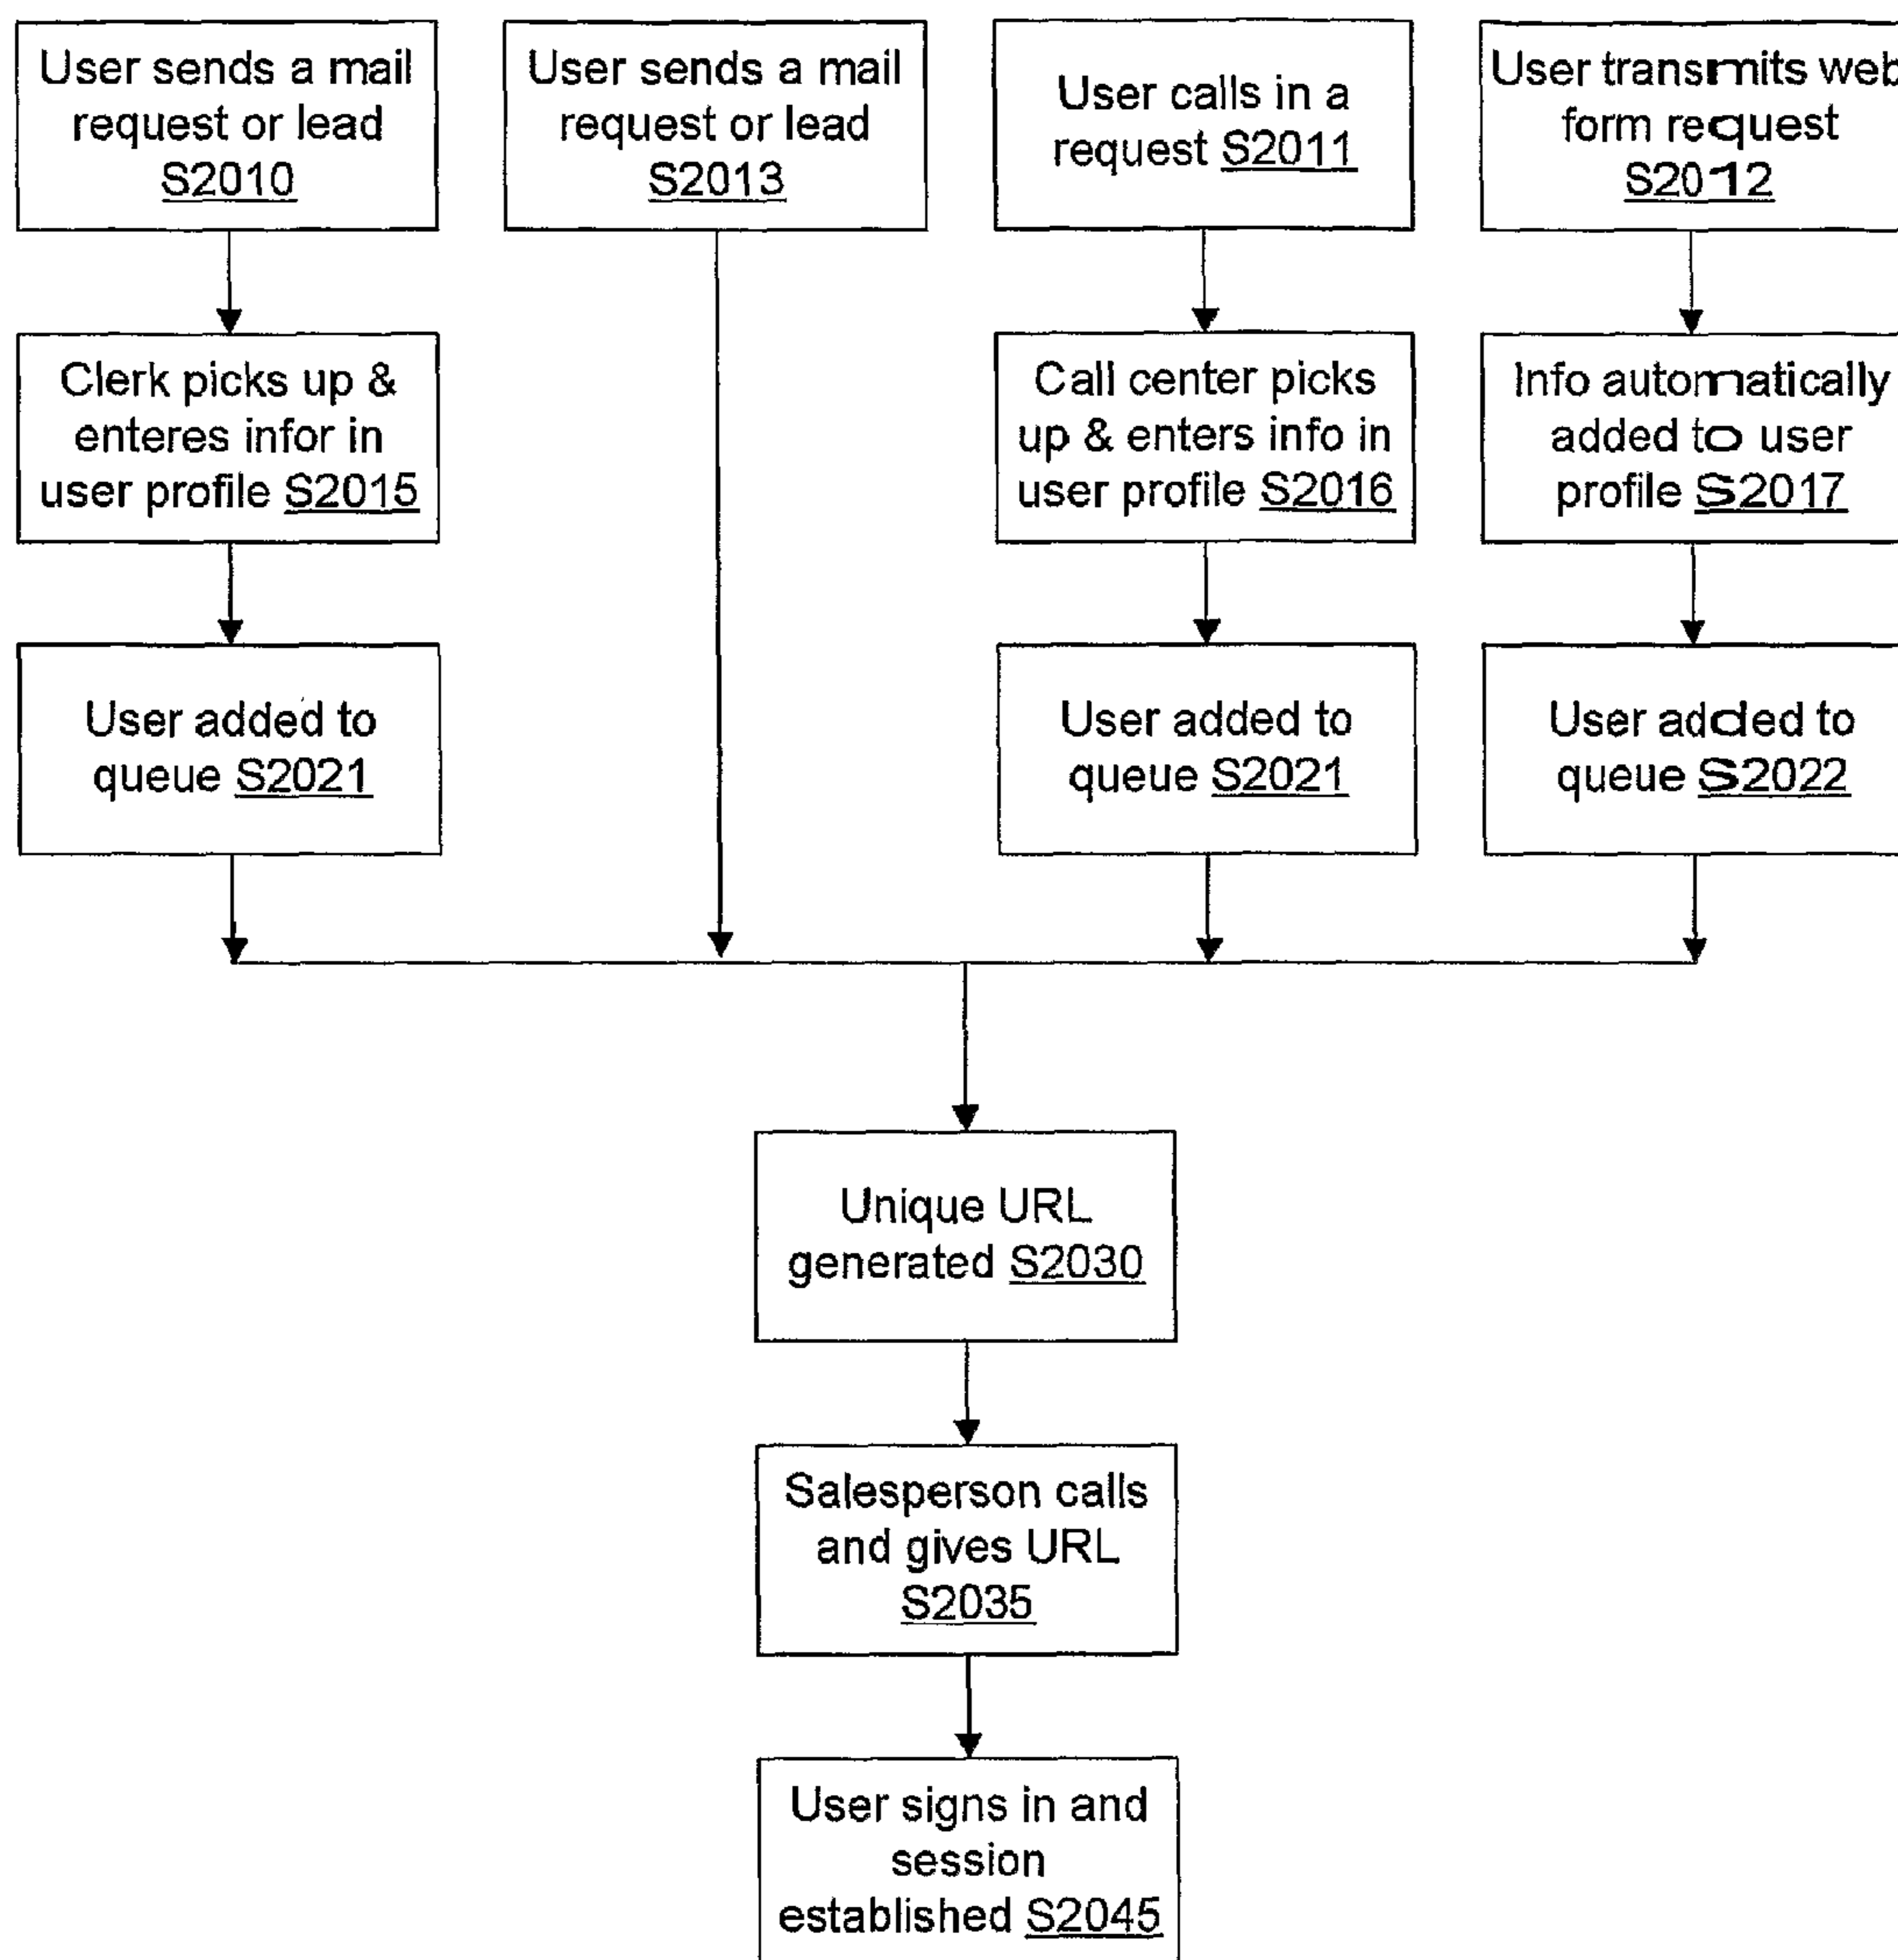 User sends a mail
request or lead
S2010
User sends a mail
request or lead
S2013
User calls in a
request S2011
User transmits web
form request
S2012
Clerk picks up &
enteres infor in
user profile S2015
Call center picks
up & enters info in
user profile S2016
Info automatically
added to user
profile S2017
User added to
queue S2021
User added to
queue S2021
User added to
queue S2022
Unique URL
generated S2030
Salesperson calls
and gives URL
S2035
User signs in and
session
established S2045